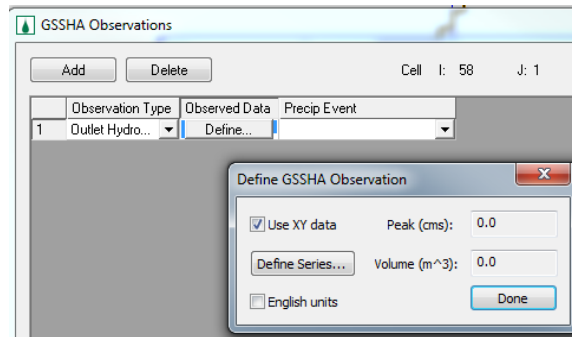 GSSHA Observations
Add Delete Cell I: 58 J: 1
Observation Type Observed Data Precip Event
1 Outlet Hydro... Define...
Define GSSHA Observation
Use XY data Peak (cms): 0.0
Define Series... Volume (m^3): 0.0
English units Done